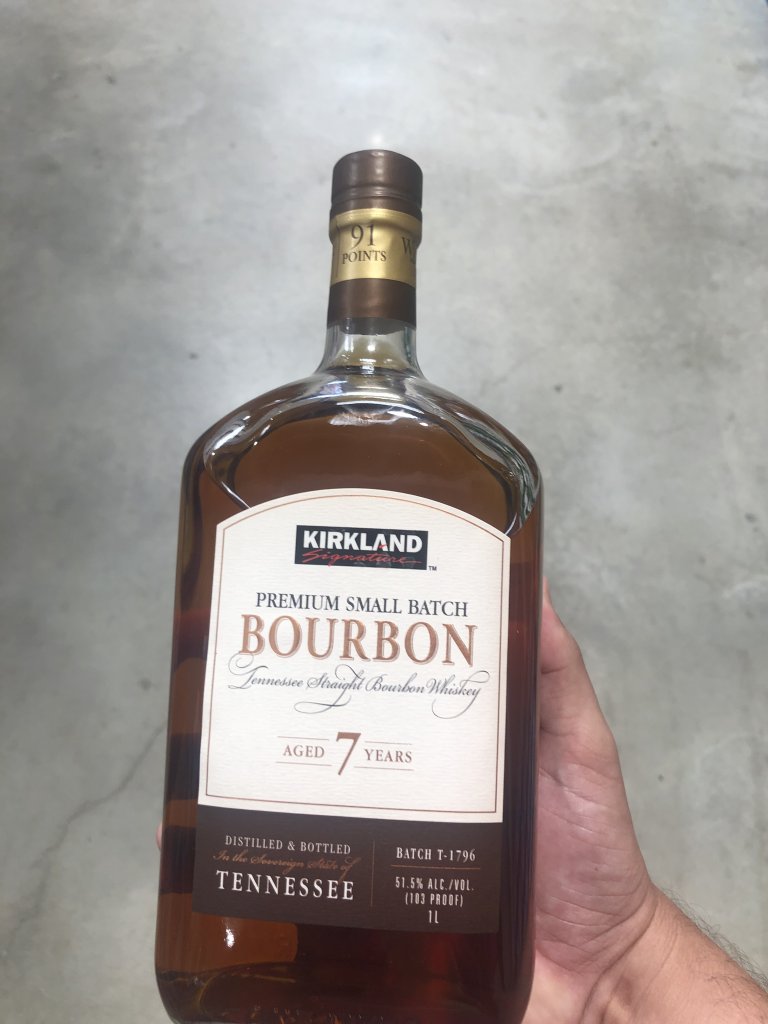 91
POINTS
KIRKLAND
Signature
TM
PREMIUM SMALL BATCH
BOURBON
Tennessee Straight Bourbon Whiskey
AGED 7 YEARS
DISTILLED & BOTTLED
In the Sovereign State of
TENNESSEE
BATCH T-1796
51.5% ALC./VOL.
(103 PROOF)
1L